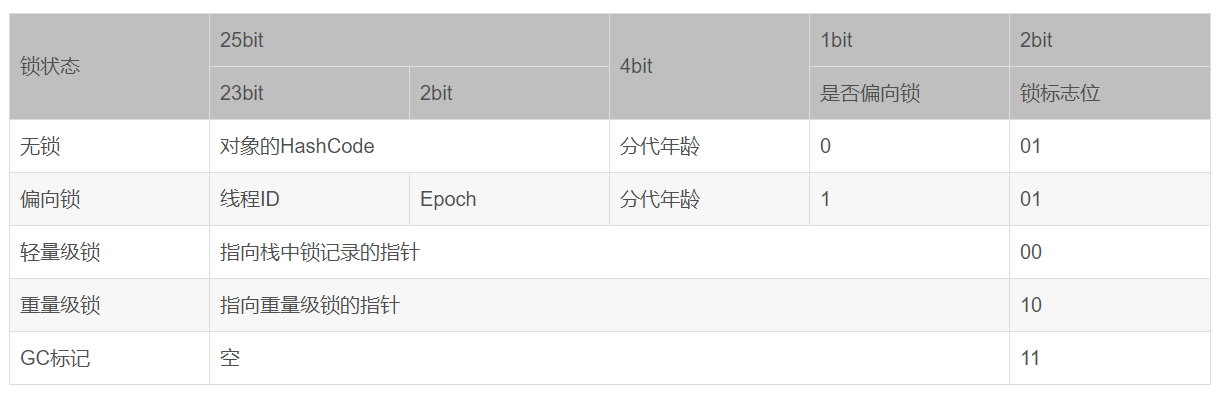 锁状态 25bit 4bit 1bit 2bit
23bit 2bit 是否偏向锁 锁标志位
无锁 对象的HashCode 分代年龄 0 01
偏向锁 线程ID Epoch 分代年龄 1 01
轻量级锁 指向栈中锁记录的指针 00
重量级锁 指向重量级锁的指针 10
GC标记 空 11